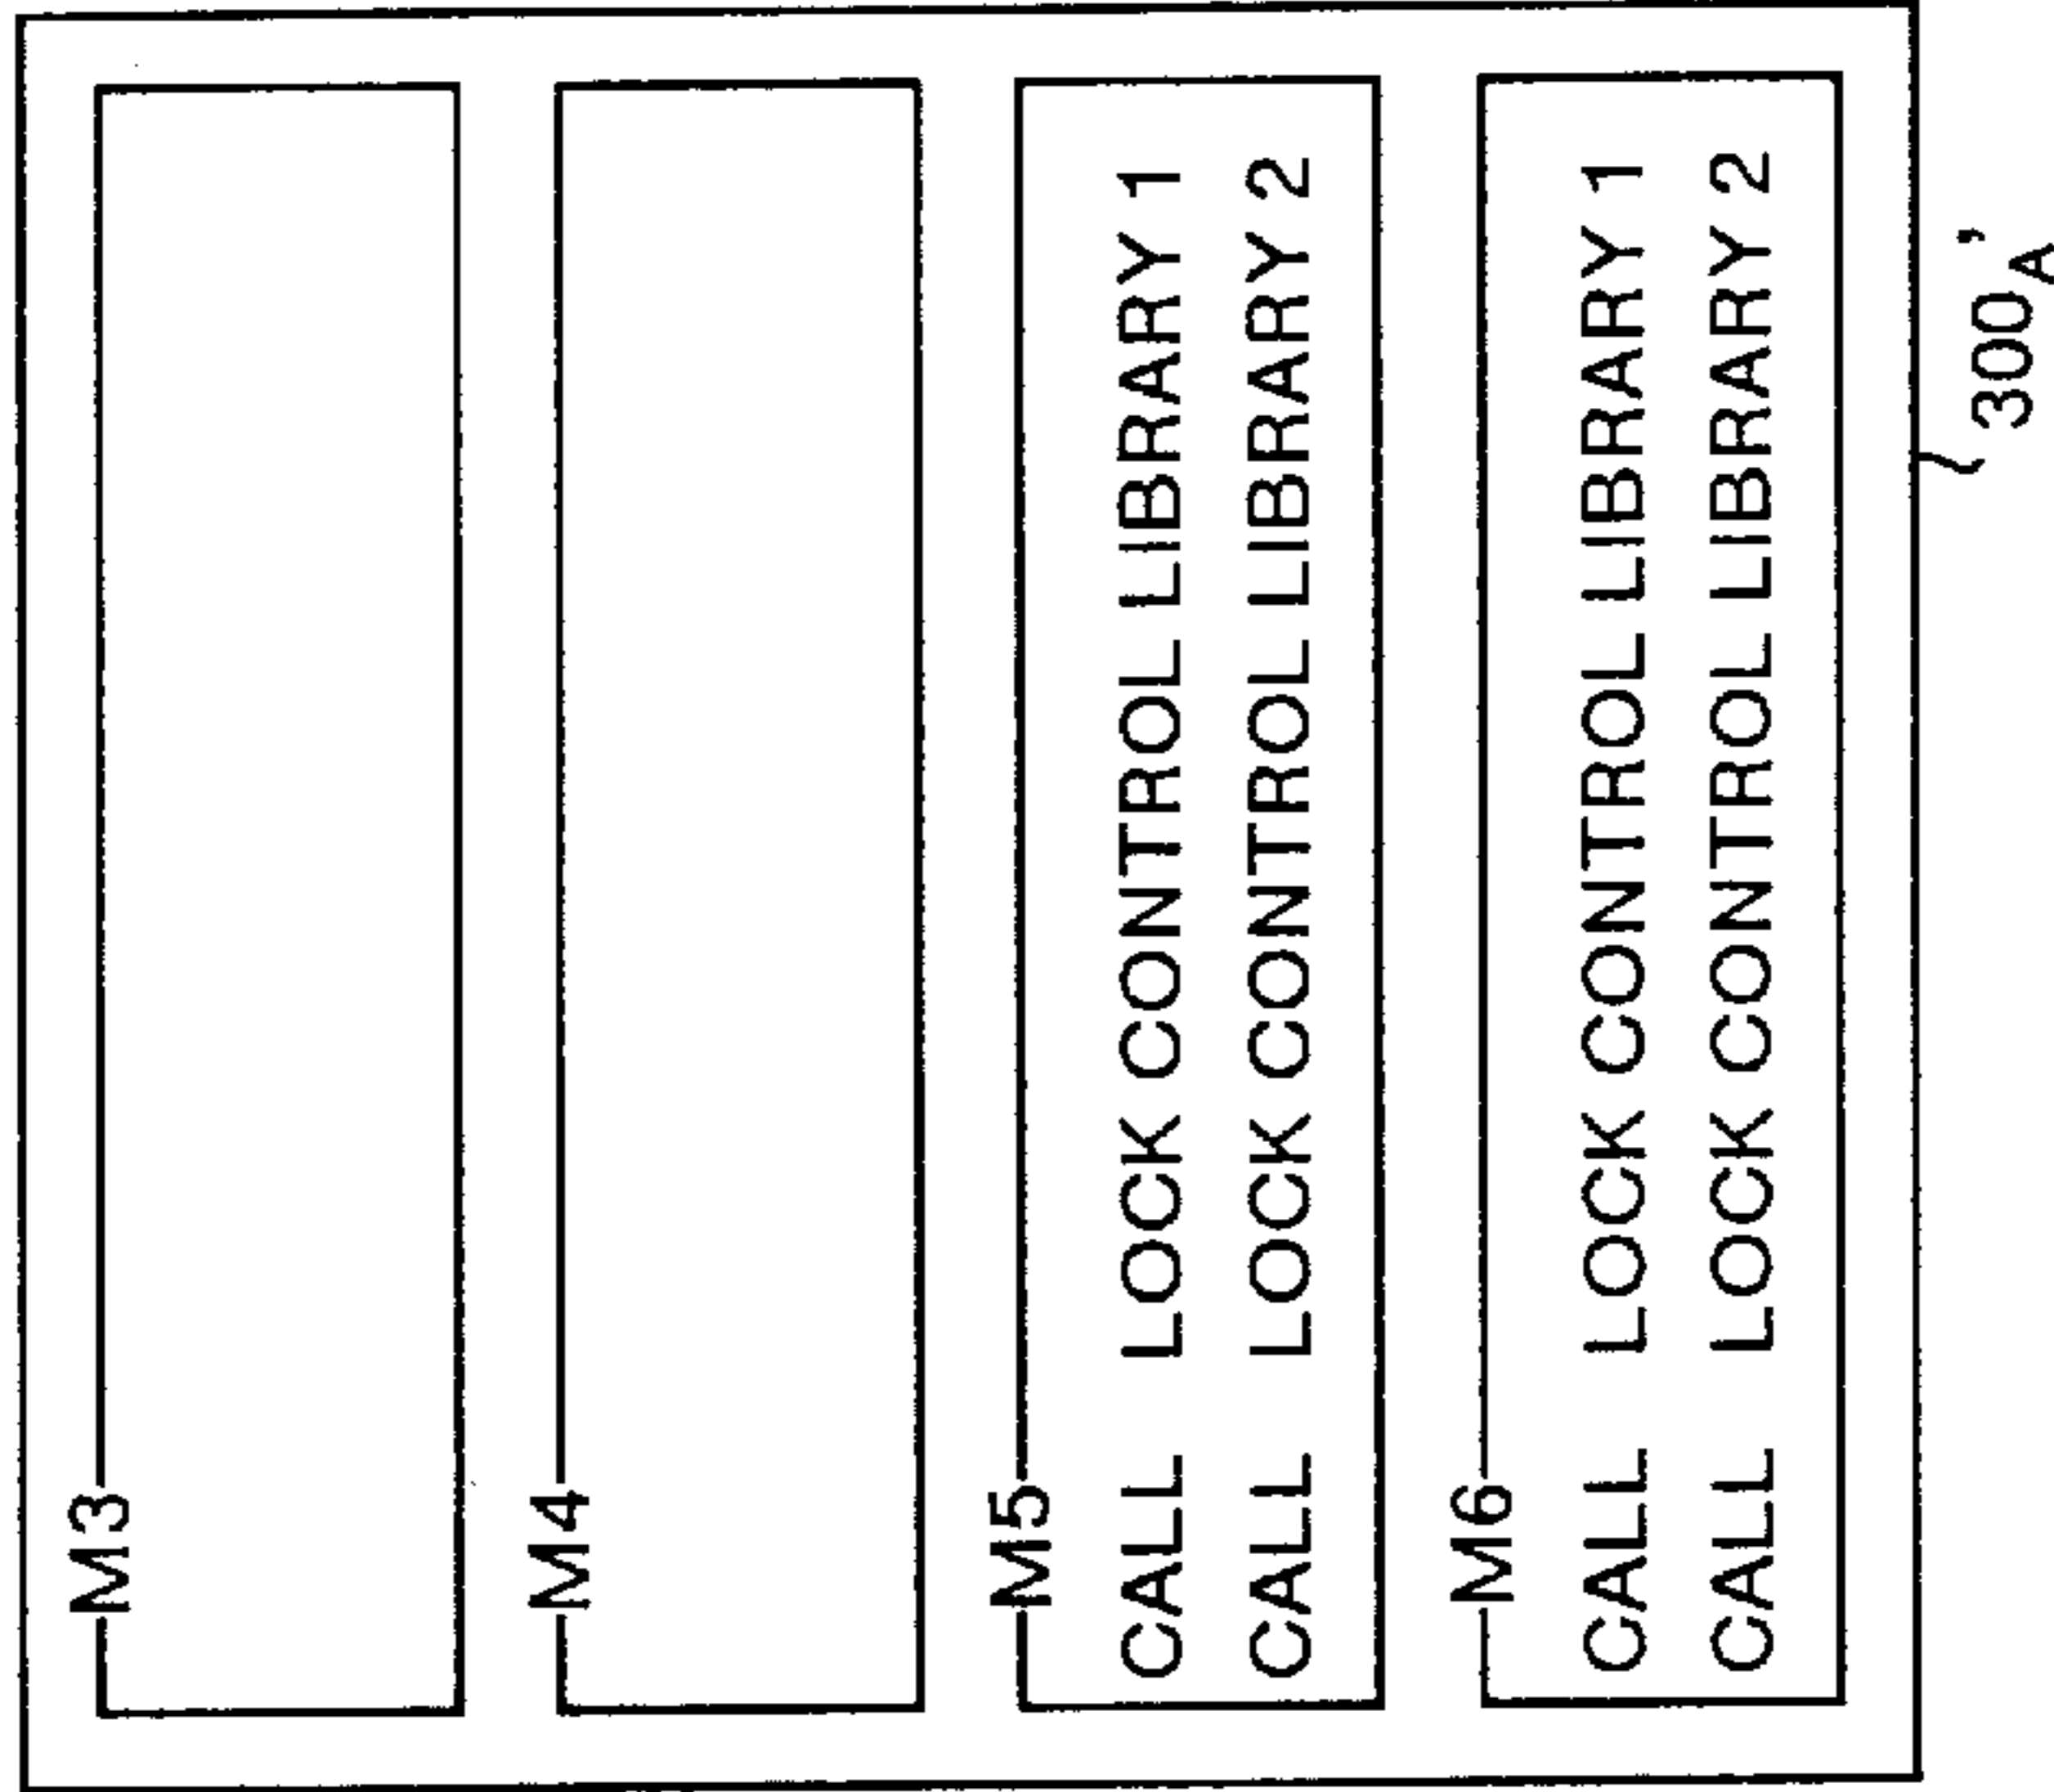 M3
M4
M5
CALL LOCK CONTROL LIBRARY 1
CALL LOCK CONTROL LIBRARY 2
M6
CALL LOCK CONTROL LIBRARY 1
CALL LOCK CONTROL LIBRARY 2
300A'